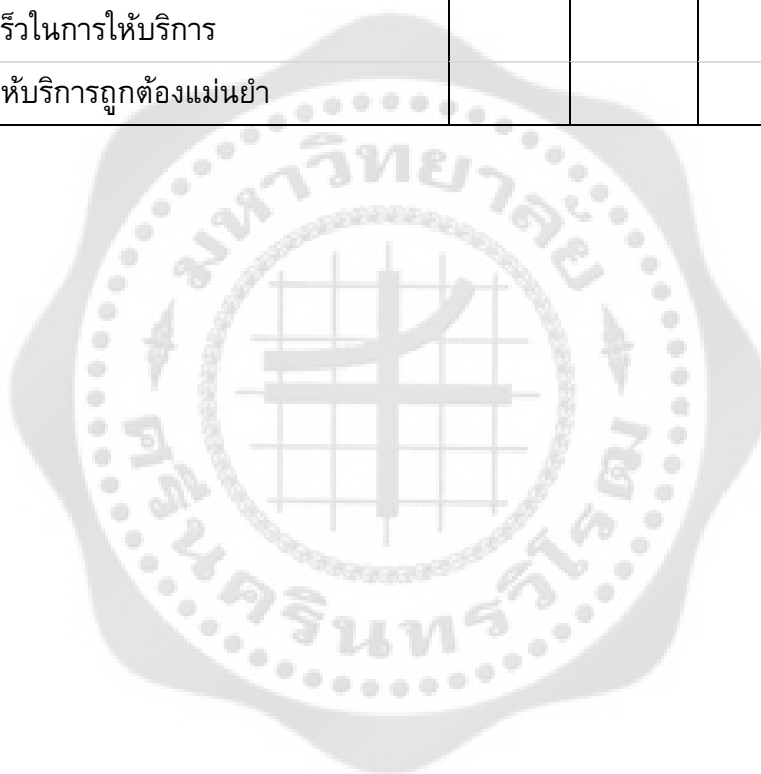 ร็วในการให้บริการ
ห้บริการถูกต้องแม่นยำ
มหาวิทยาลัย
ศรีนครินทรวิโรฒ